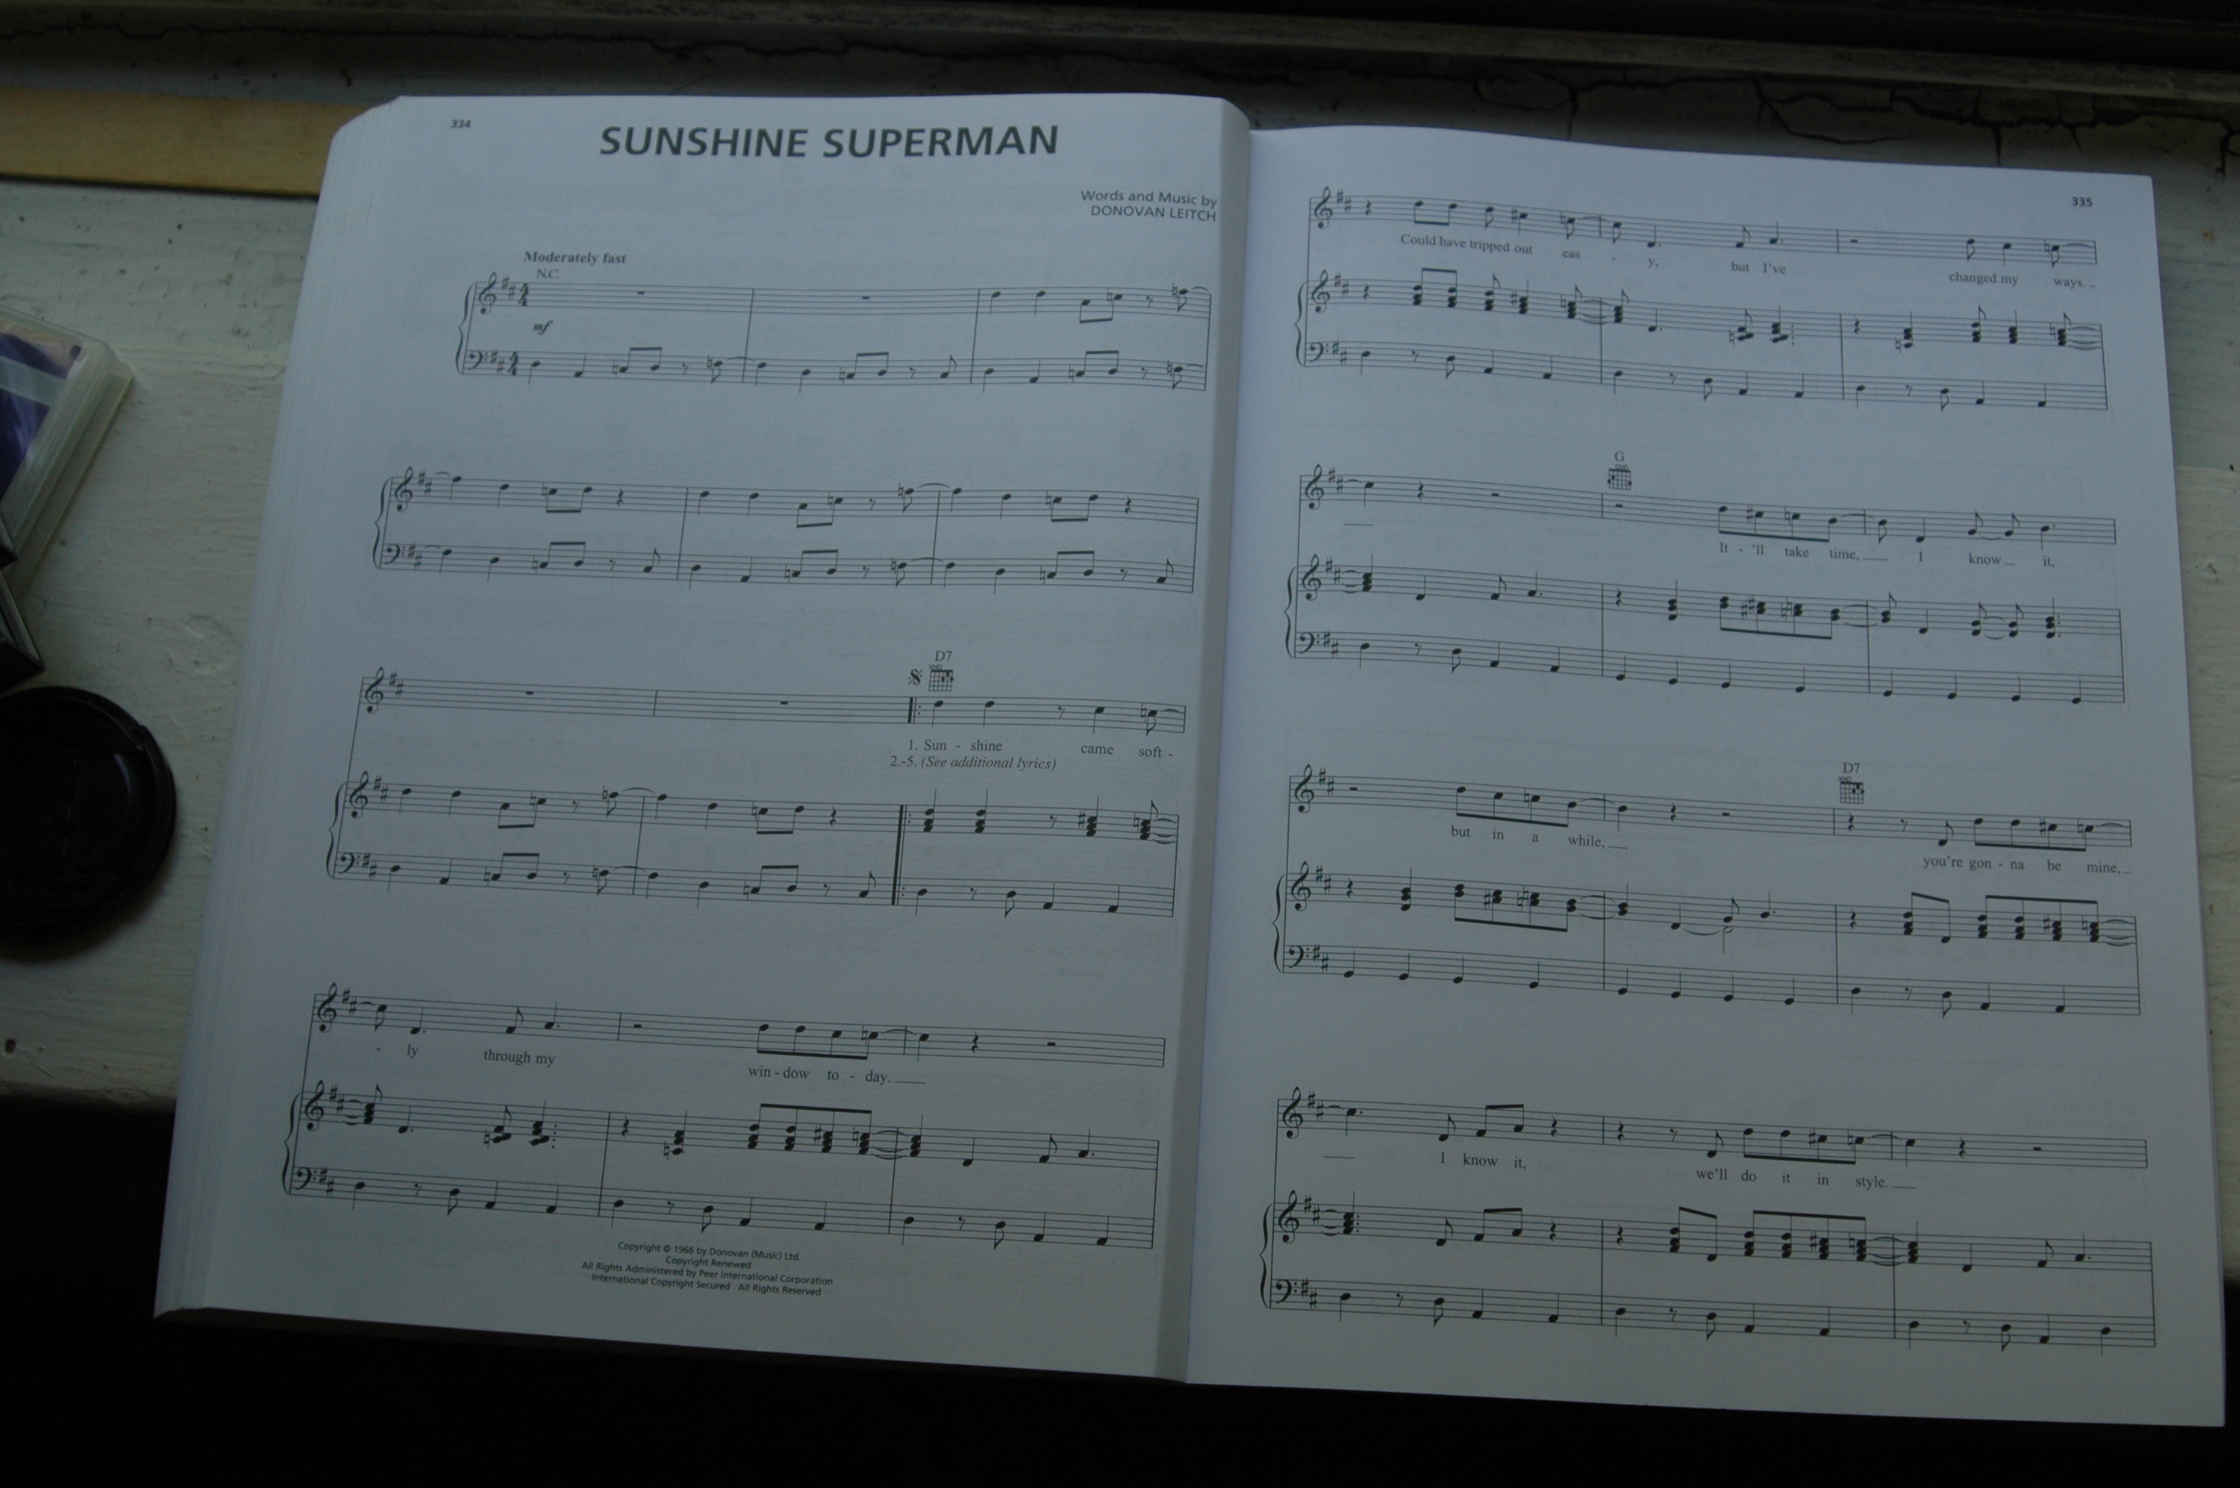 334
SUNSHINE SUPERMAN
Words and Music by
DONOVAN LEITCH
Moderately fast
N.C.
mf
D7
1. Sun - shine came soft -
2.-5. (See additional lyrics)
- ly through my win - dow to - day.
Copyright © 1966 by Donovan (Music) Ltd.
Copyright Renewed
All Rights Administered by Peer International Corporation
International Copyright Secured All Rights Reserved
335
Could have tripped out eas - y, but I've changed my ways.
G
It - 'll take time, I know it,
D7
but in a while, you're gon - na be mine,
I know it, we'll do it in style.